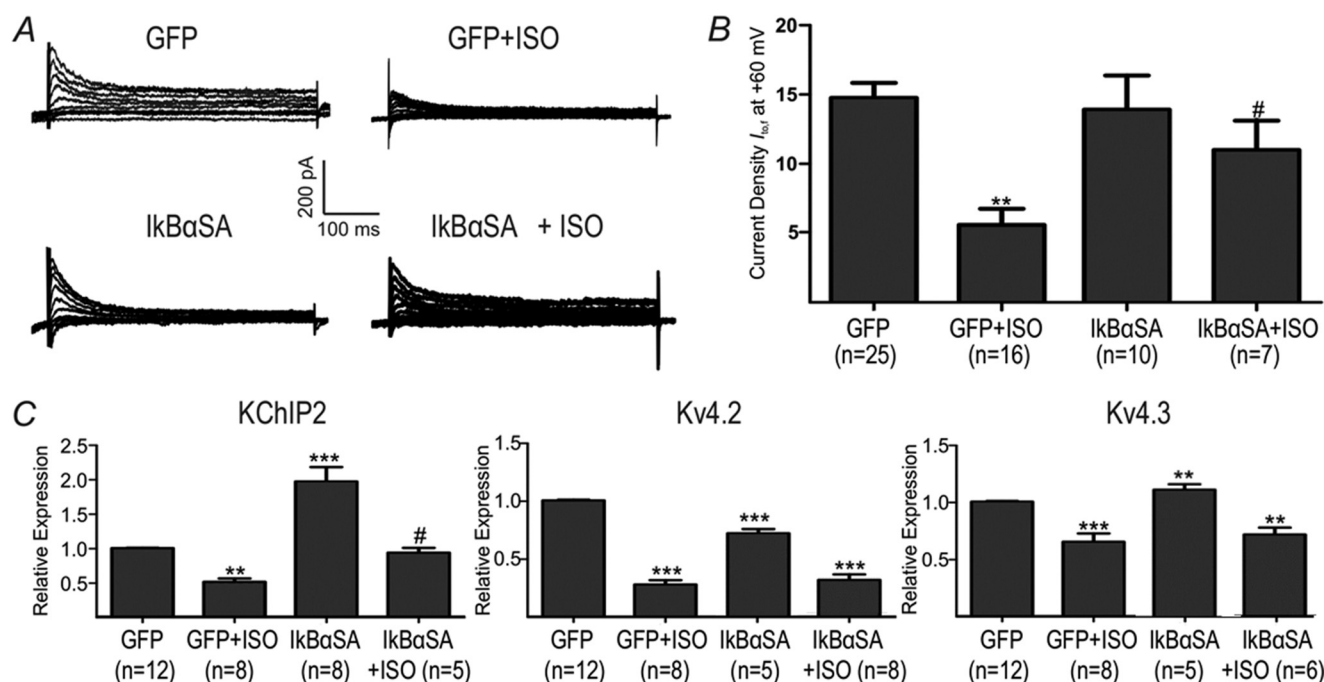 A
GFP
GFP+ISO
200 pA
100 ms
IkBαSA
IkBαSA + ISO
B
Current Density Ito,f at +60 mV
20
15
10
5
**
#
GFP
(n=25)
GFP+ISO
(n=16)
IkBαSA
(n=10)
IkBαSA+ISO
(n=7)
C
KChIP2
Relative Expression
2.5
2.0
1.5
1.0
0.5
**
***
#
GFP
(n=12)
GFP+ISO
(n=8)
IkBαSA
(n=8)
IkBαSA
+ISO (n=5)
Kv4.2
Relative Expression
1.5
1.0
0.5
***
***
***
GFP
(n=12)
GFP+ISO
(n=8)
IkBαSA
(n=5)
IkBαSA
+ISO (n=8)
Kv4.3
Relative Expression
1.5
1.0
0.5
***
**
**
GFP
(n=12)
GFP+ISO
(n=8)
IkBαSA
(n=5)
IkBαSA
+ISO (n=6)